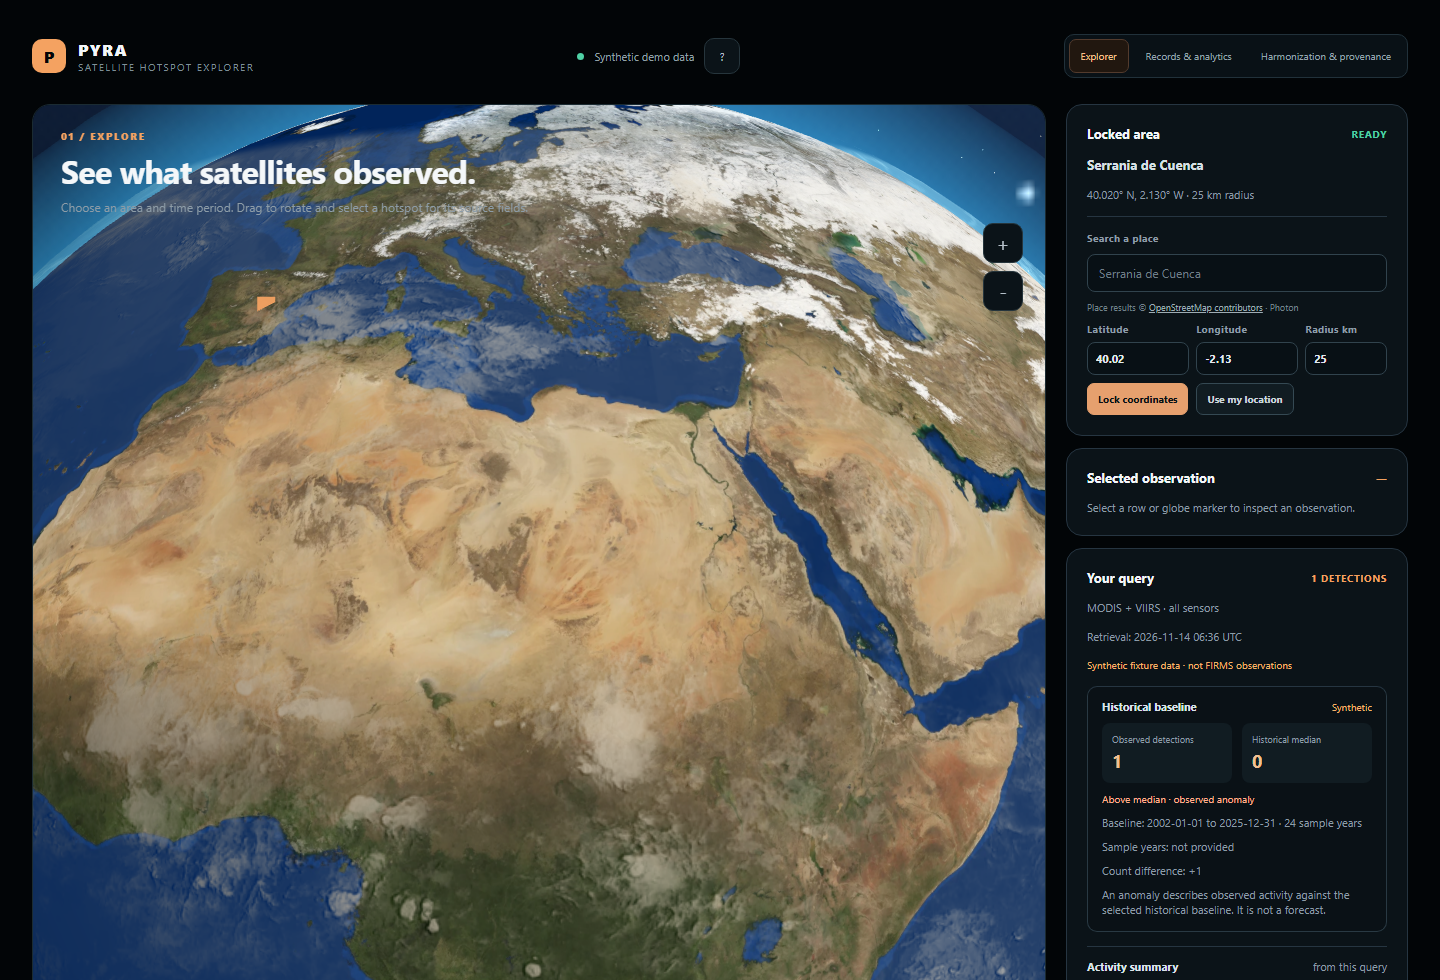 P
PYRA
SATELLITE HOTSPOT EXPLORER
Synthetic demo data
?
Explorer
Records & analytics
Harmonization & provenance
01 / EXPLORE
See what satellites observed.
Choose an area and time period. Drag to rotate and select a hotspot for its source fields.
+
-
Locked area
READY
Serrania de Cuenca
40.020° N, 2.130° W · 25 km radius
Search a place
Serrania de Cuenca
Place results © OpenStreetMap contributors · Photon
Latitude
Longitude
Radius km
40.02
-2.13
25
Lock coordinates
Use my location
Selected observation
—
Select a row or globe marker to inspect an observation.
Your query
1 DETECTIONS
MODIS + VIIRS · all sensors
Retrieval: 2026-11-14 06:36 UTC
Synthetic fixture data · not FIRMS observations
Historical baseline
Synthetic
Observed detections
1
Historical median
0
Above median · observed anomaly
Baseline: 2002-01-01 to 2025-12-31 · 24 sample years
Sample years: not provided
Count difference: +1
An anomaly describes observed activity against the
selected historical baseline. It is not a forecast.
Activity summary
from this query